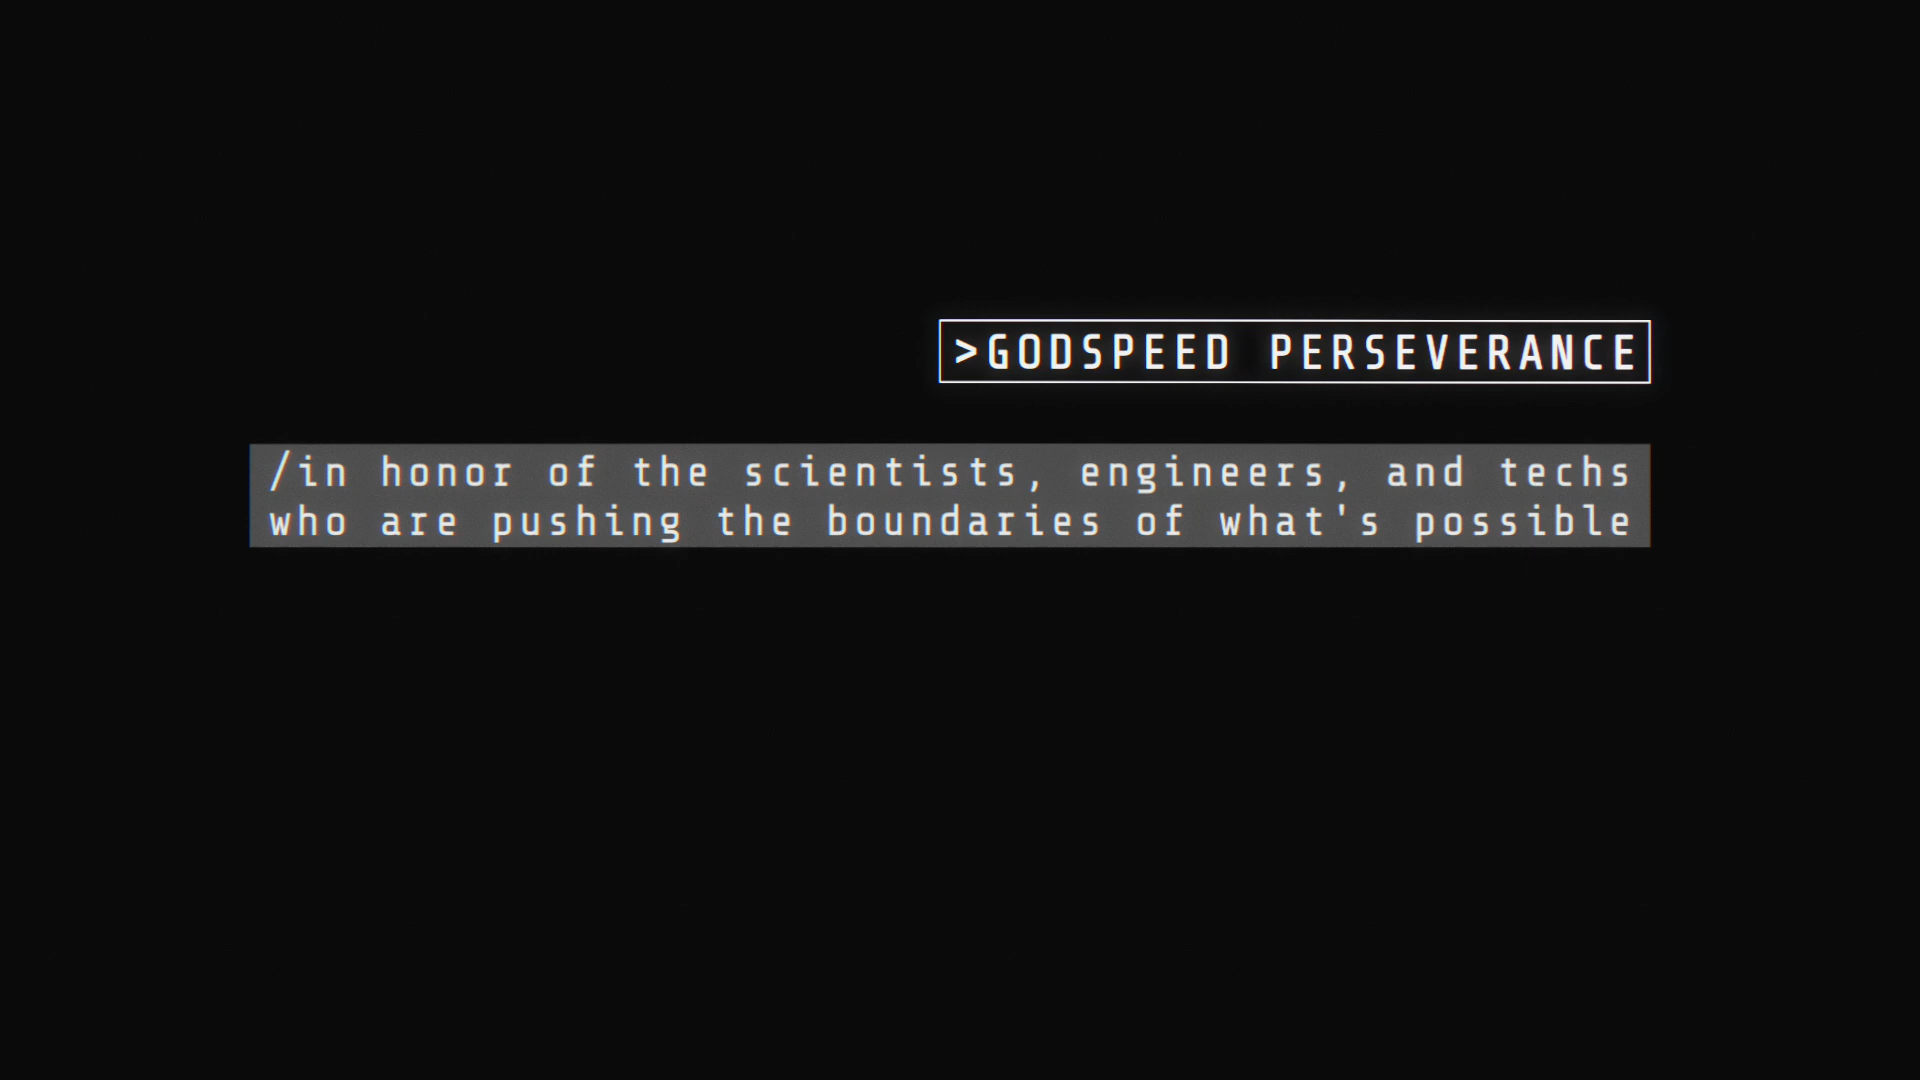 >GODSPEED PERSEVERANCE
/in honor of the scientists, engineers, and techs
who are pushing the boundaries of what's possible